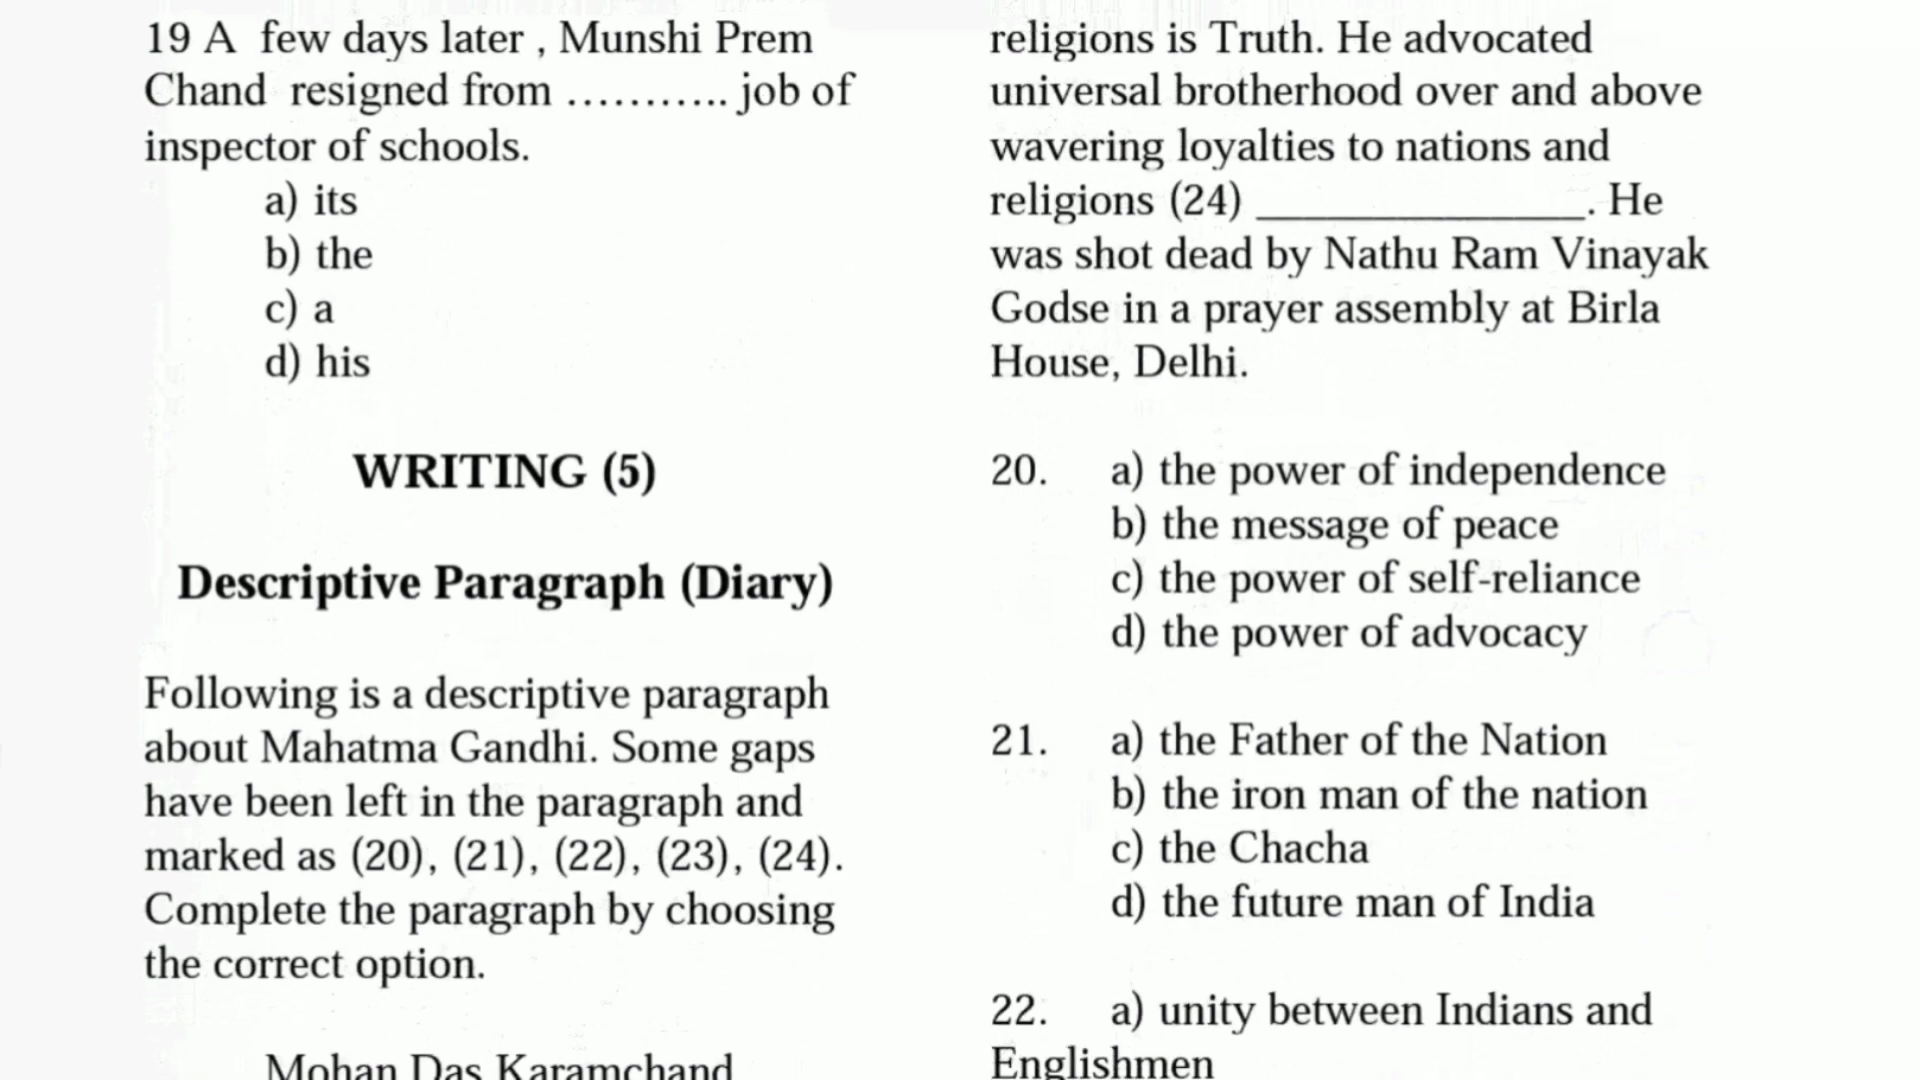 19 A few days later , Munshi Prem
Chand resigned from ........... job of
inspector of schools.
a) its
b) the
c) a
d) his
WRITING (5)
Descriptive Paragraph (Diary)
Following is a descriptive paragraph
about Mahatma Gandhi. Some gaps
have been left in the paragraph and
marked as (20), (21), (22), (23), (24).
Complete the paragraph by choosing
the correct option.
Mohan Das Karamchand
religions is Truth. He advocated
universal brotherhood over and above
wavering loyalties to nations and
religions (24) ______________. He
was shot dead by Nathu Ram Vinayak
Godse in a prayer assembly at Birla
House, Delhi.
20. a) the power of independence
b) the message of peace
c) the power of self-reliance
d) the power of advocacy
21. a) the Father of the Nation
b) the iron man of the nation
c) the Chacha
d) the future man of India
22. a) unity between Indians and
Englishmen